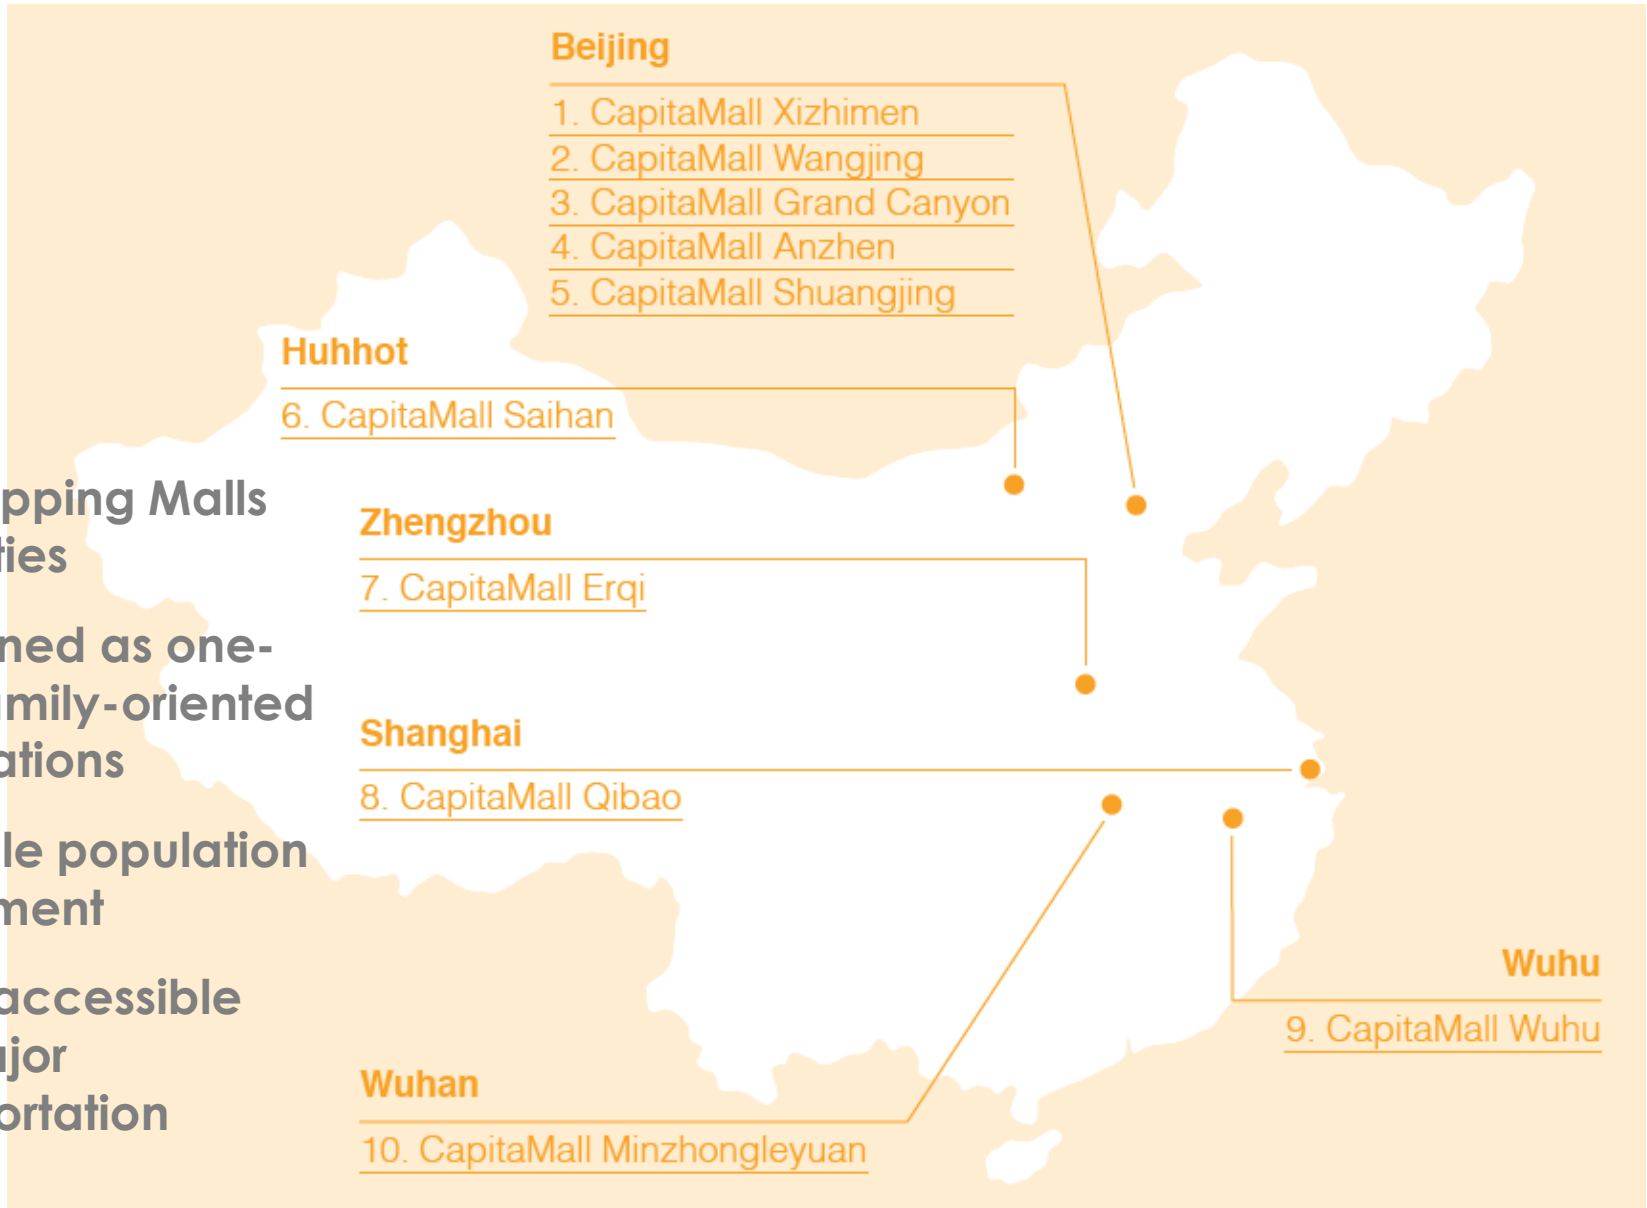 Beijing
1. CapitaMall Xizhimen
2. CapitaMall Wangjing
3. CapitaMall Grand Canyon
4. CapitaMall Anzhen
5. CapitaMall Shuangjing
Huhhot
6. CapitaMall Saihan
pping Malls
ties
Zhengzhou
7. CapitaMall Erqi
ned as one-
mily-oriented
ations
Shanghai
8. CapitaMall Qibao
le population
ment
accessible
jor
ortation
Wuhu
9. CapitaMall Wuhu
Wuhan
10. CapitaMall Minzhongleyuan